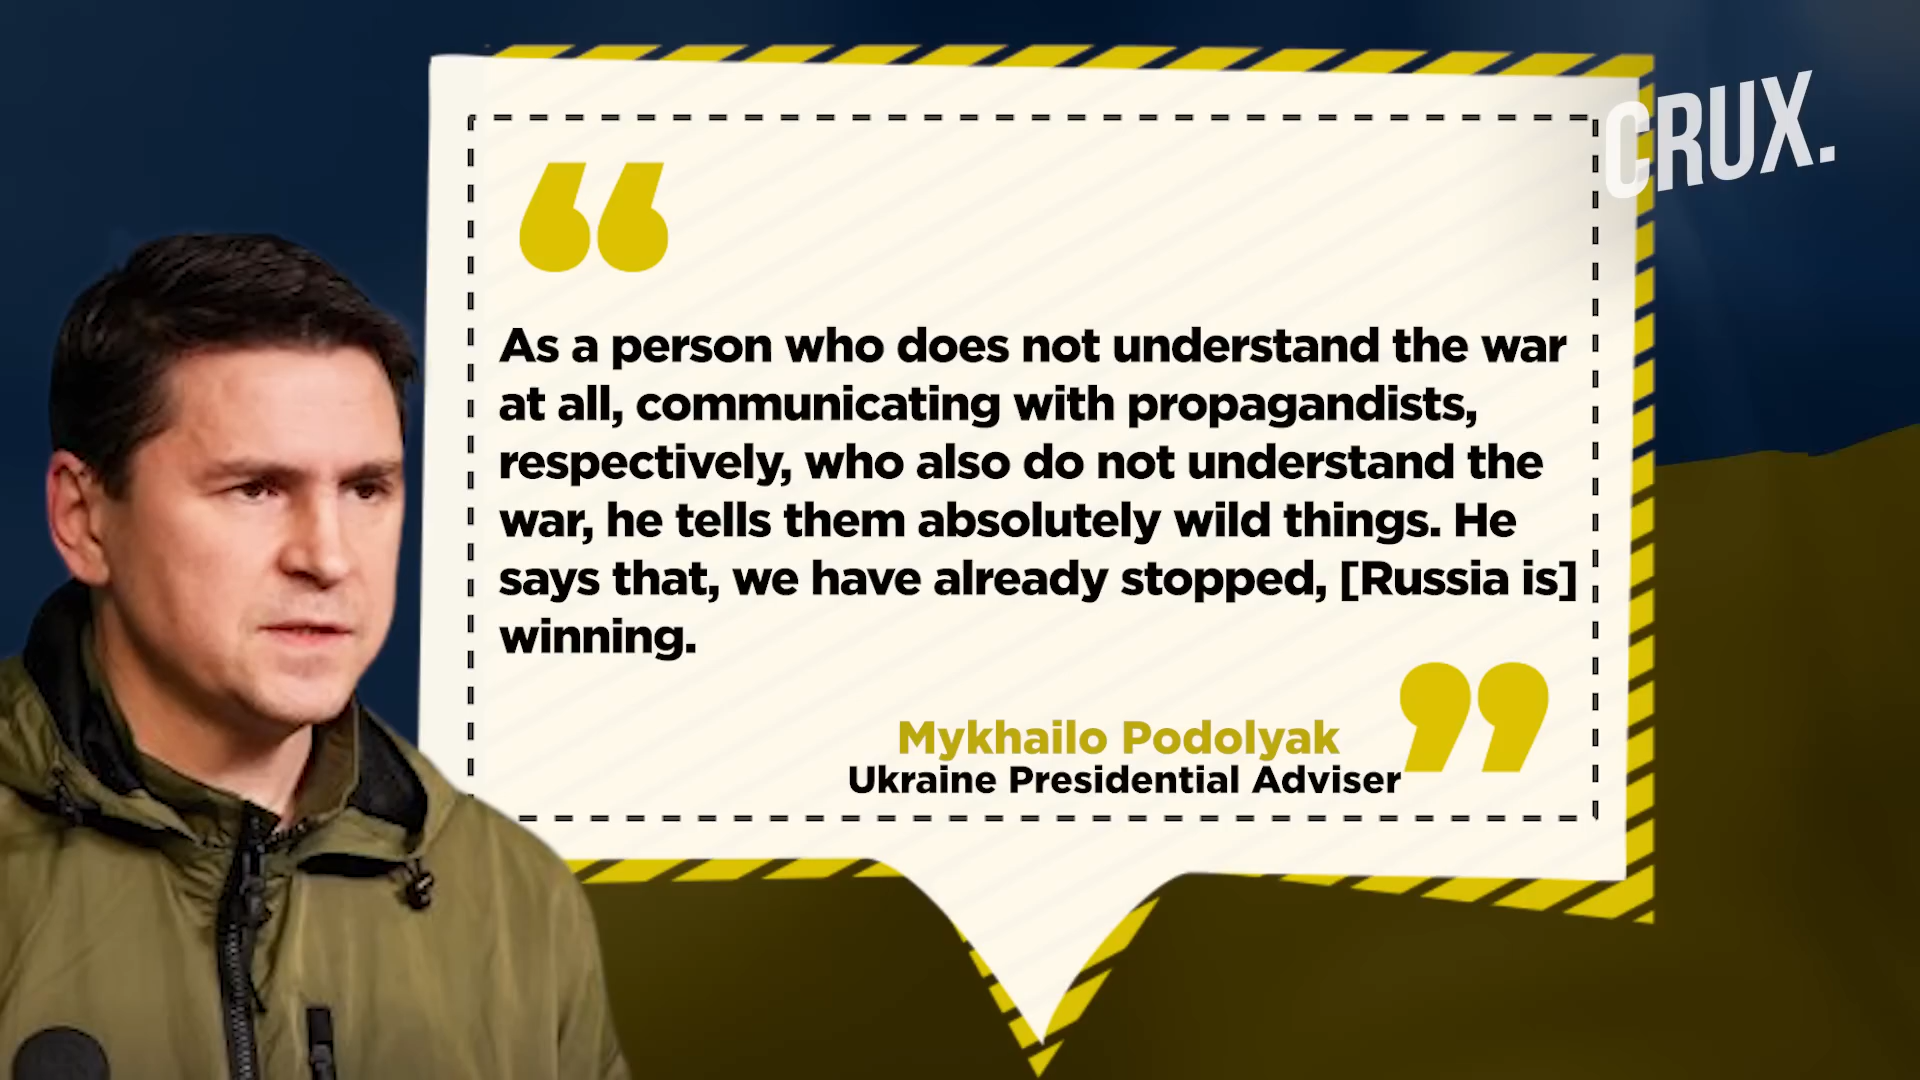 CRUX.
“
As a person who does not understand the war
at all, communicating with propagandists,
respectively, who also do not understand the
war, he tells them absolutely wild things. He
says that, we have already stopped, [Russia is]
winning.
”
Mykhailo Podolyak
Ukraine Presidential Adviser